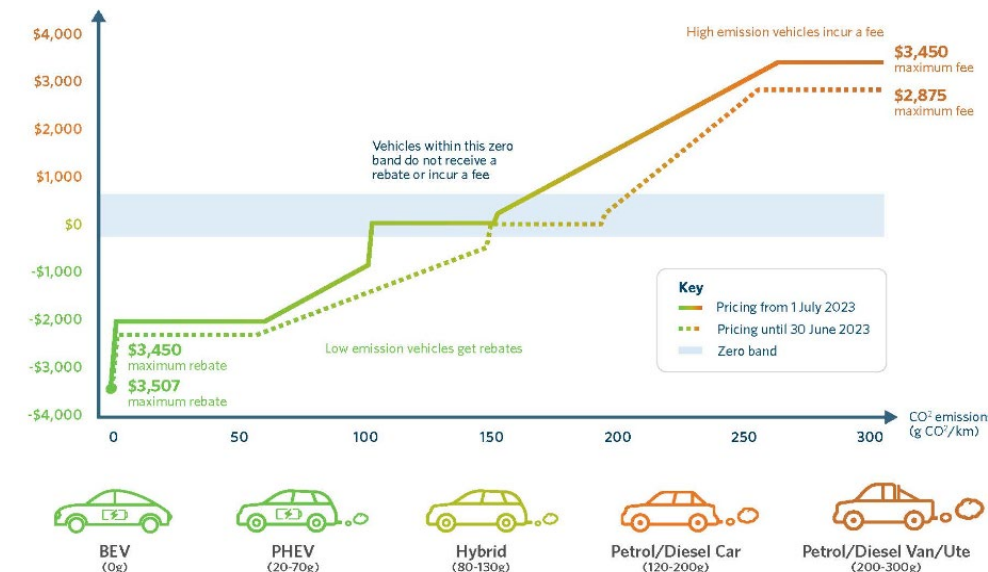 $4,000
$3,000
$2,000
$1,000
$0
-$1,000
-$2,000
-$3,000
-$4,000
High emission vehicles incur a fee
$3,450
maximum fee
$2,875
maximum fee
Vehicles within this zero
band do not receive a
rebate or incur a fee
Key
Pricing from 1 July 2023
Pricing until 30 June 2023
Zero band
Low emission vehicles get rebates
$3,450
maximum rebate
$3,507
maximum rebate
0 50 100 150 200 250 300
CO² emission
(g CO²/km)
BEV
(0g)
PHEV
(20-70g)
Hybrid
(80-130g)
Petrol/Diesel Car
(120-200g)
Petrol/Diesel Van/Ute
(200-300g)